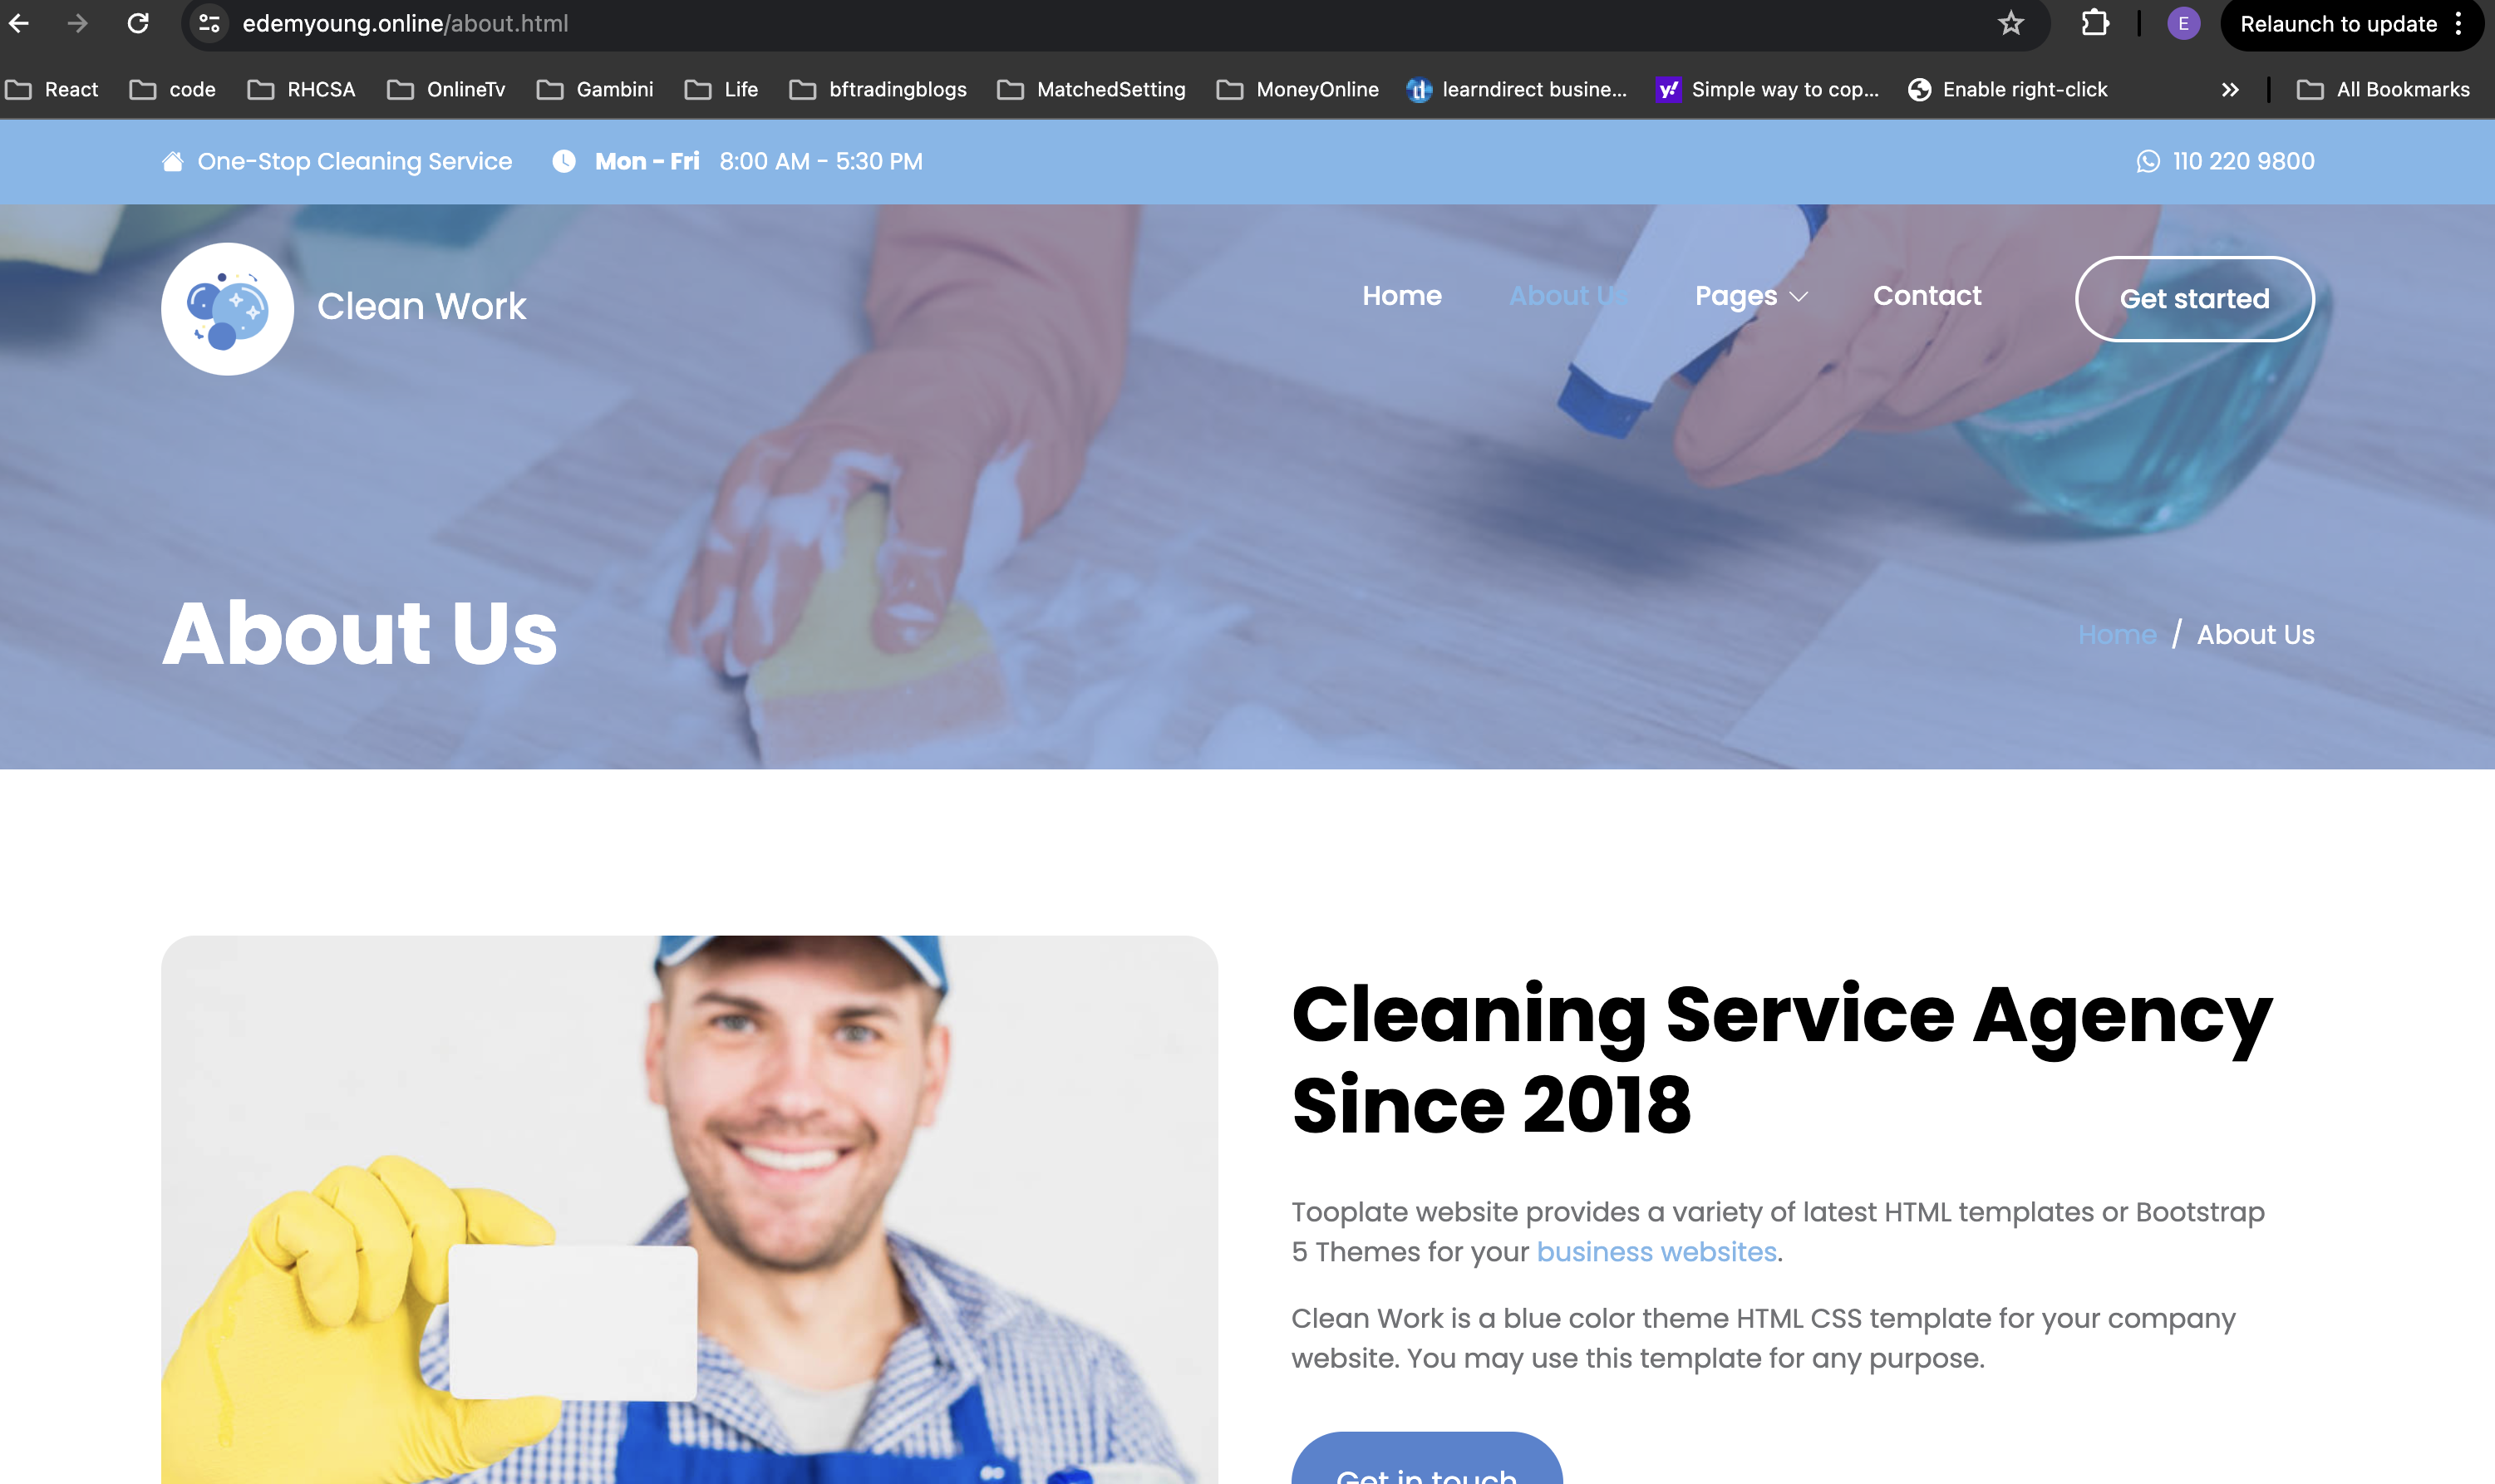 edemyoung.online/about.html
Relaunch to update
E
React code RHCSA OnlineTv Gambini Life bftradingblogs MatchedSetting MoneyOnline learndirect busine... Simple way to cop... Enable right-click All Bookmarks
One-Stop Cleaning Service Mon - Fri 8:00 AM - 5:30 PM 110 220 9800
Clean Work
Home About Us Pages Contact Get started
About Us
Home / About Us
Cleaning Service Agency
Since 2018
Tooplate website provides a variety of latest HTML templates or Bootstrap
5 Themes for your business websites.
Clean Work is a blue color theme HTML CSS template for your company
website. You may use this template for any purpose.
Get in touch